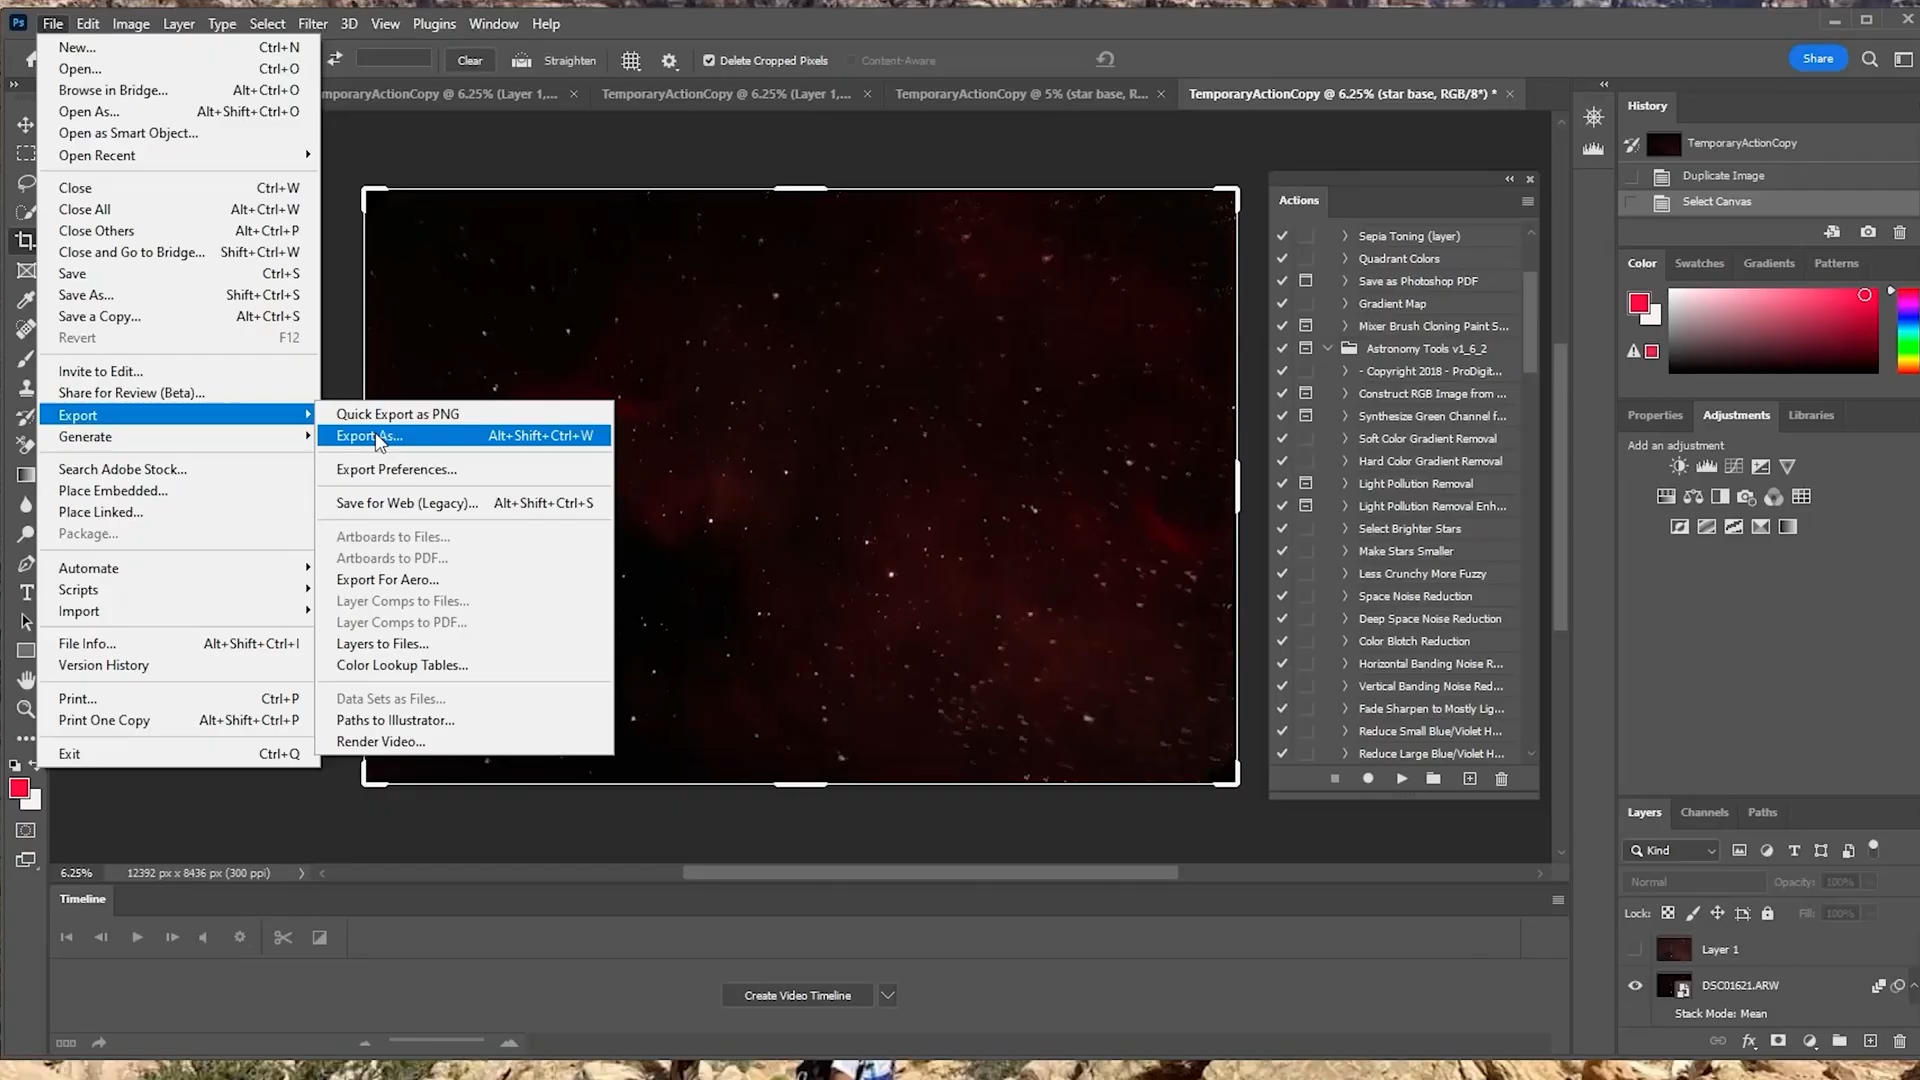 Ps
File Edit Image Layer Type Select Filter 3D View Plugins Window Help
Clear Straighten Delete Cropped Pixels Content-Aware Share
mporaryActionCopy @ 6.25% (Layer 1,... TemporaryActionCopy @ 6.25% (Layer 1,... TemporaryActionCopy @ 5% (star base, R... TemporaryActionCopy @ 6.25% (star base, RGB/8*) *
New... Ctrl+N
Open... Ctrl+O
Browse in Bridge... Alt+Ctrl+O
Open As... Alt+Shift+Ctrl+O
Open as Smart Object...
Open Recent
Close Ctrl+W
Close All Alt+Ctrl+W
Close Others Alt+Ctrl+P
Close and Go to Bridge... Shift+Ctrl+W
Save Ctrl+S
Save As... Shift+Ctrl+S
Save a Copy... Alt+Ctrl+S
Revert F12
Invite to Edit...
Share for Review (Beta)...
Export
Generate
Search Adobe Stock...
Place Embedded...
Place Linked...
Package...
Automate
Scripts
Import
File Info... Alt+Shift+Ctrl+I
Version History
Print... Ctrl+P
Print One Copy Alt+Shift+Ctrl+P
Exit Ctrl+Q
Quick Export as PNG
Export As... Alt+Shift+Ctrl+W
Export Preferences...
Save for Web (Legacy)... Alt+Shift+Ctrl+S
Artboards to Files...
Artboards to PDF...
Export For Aero...
Layer Comps to Files...
Layer Comps to PDF...
Layers to Files...
Color Lookup Tables...
Data Sets as Files...
Paths to Illustrator...
Render Video...
Actions
Sepia Toning (layer)
Quadrant Colors
Save as Photoshop PDF
Gradient Map
Mixer Brush Cloning Paint S...
Astronomy Tools v1_6_2
- Copyright 2018 - ProDigit...
Construct RGB Image from ...
Synthesize Green Channel f...
Soft Color Gradient Removal
Hard Color Gradient Removal
Light Pollution Removal
Light Pollution Removal Enh...
Select Brighter Stars
Make Stars Smaller
Less Crunchy More Fuzzy
Space Noise Reduction
Deep Space Noise Reduction
Color Blotch Reduction
Horizontal Banding Noise R...
Vertical Banding Noise Red...
Fade Sharpen to Mostly Lig...
Reduce Small Blue/Violet H...
Reduce Large Blue/Violet H...
History
TemporaryActionCopy
Duplicate Image
Select Canvas
Color Swatches Gradients Patterns
Properties Adjustments Libraries
Add an adjustment
Layers Channels Paths
Kind
Normal Opacity: 100%
Lock: Fill: 100%
Layer 1
DSC01621.ARW
Stack Mode: Mean
6.25% 12392 px x 8436 px (300 ppi)
Timeline
Create Video Timeline